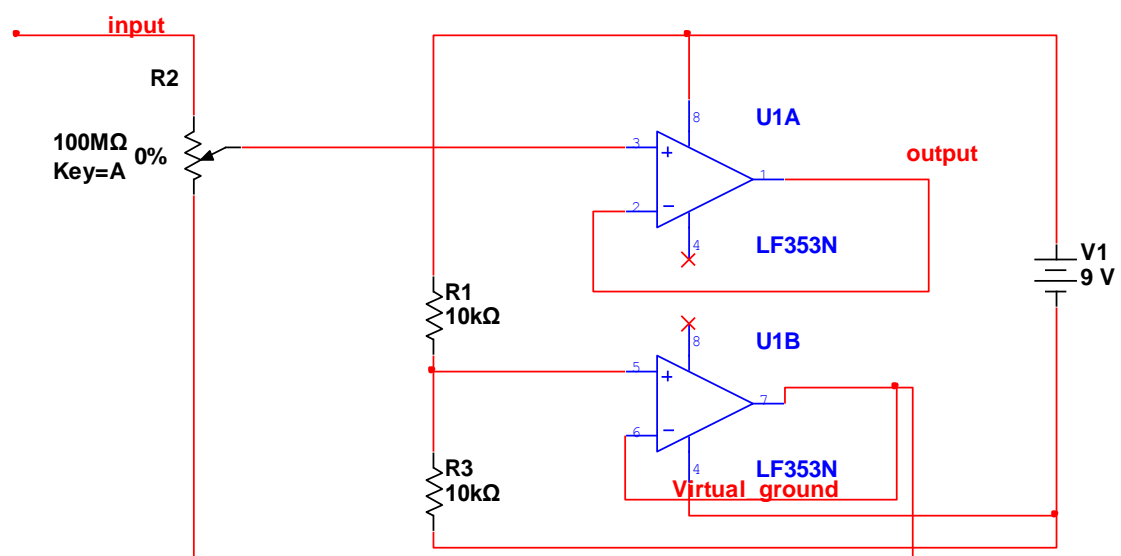 input
R2
100MΩ
0%
Key=A
8
U1A
3
+
output
1
2
−
4
LF353N
V1
9 V
R1
10kΩ
8
U1B
5
+
7
6
−
R3
10kΩ
4
LF353N
Virtual ground